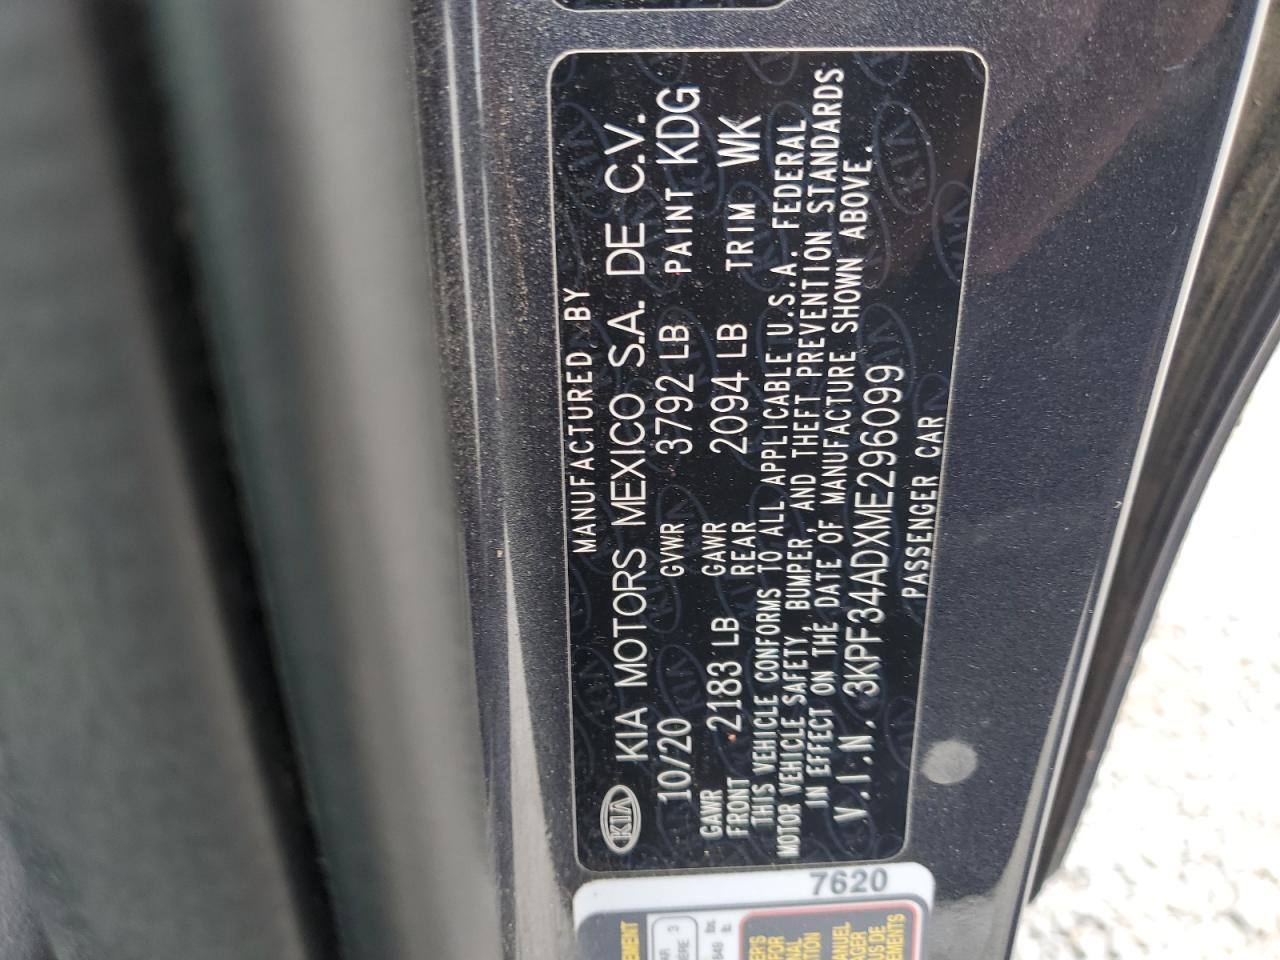 MANUFACTURED BY
KIA KIA MOTORS MEXICO S.A. DE C.V.
10/20 GVWR 3792 LB PAINT KDG
GAWR FRONT 2183 LB GAWR REAR 2094 LB TRIM WK
THIS VEHICLE CONFORMS TO ALL APPLICABLE U.S.A. FEDERAL
MOTOR VEHICLE SAFETY, BUMPER, AND THEFT PREVENTION STANDARDS
IN EFFECT ON THE DATE OF MANUFACTURE SHOWN ABOVE.
V.I.N. 3KPF34ADXME296099
PASSENGER CAR
7620